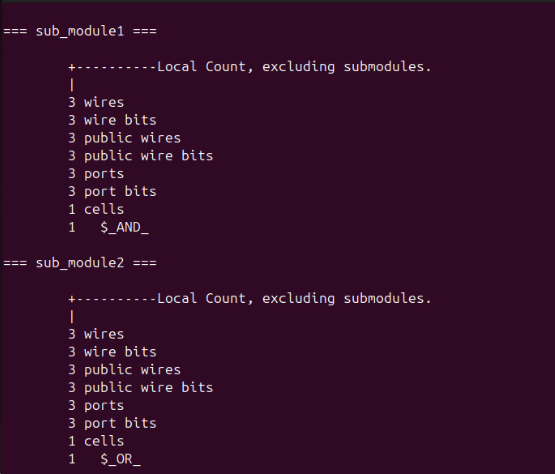 === sub_module1 ===
+----------Local Count, excluding submodules.
|
3 wires
3 wire bits
3 public wires
3 public wire bits
3 ports
3 port bits
1 cells
1   $_AND_
=== sub_module2 ===
+----------Local Count, excluding submodules.
|
3 wires
3 wire bits
3 public wires
3 public wire bits
3 ports
3 port bits
1 cells
1   $_OR_